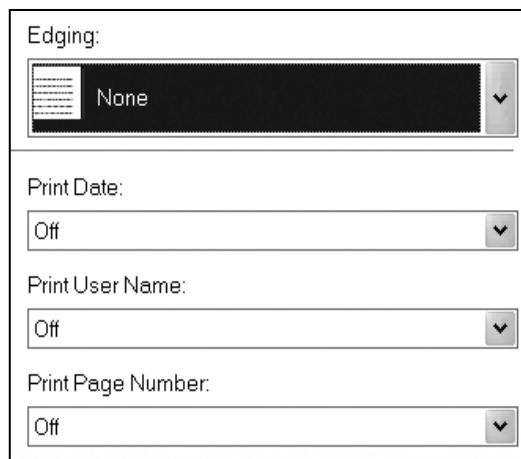 Edging:
None
Print Date:
Off
Print User Name:
Off
Print Page Number:
Off